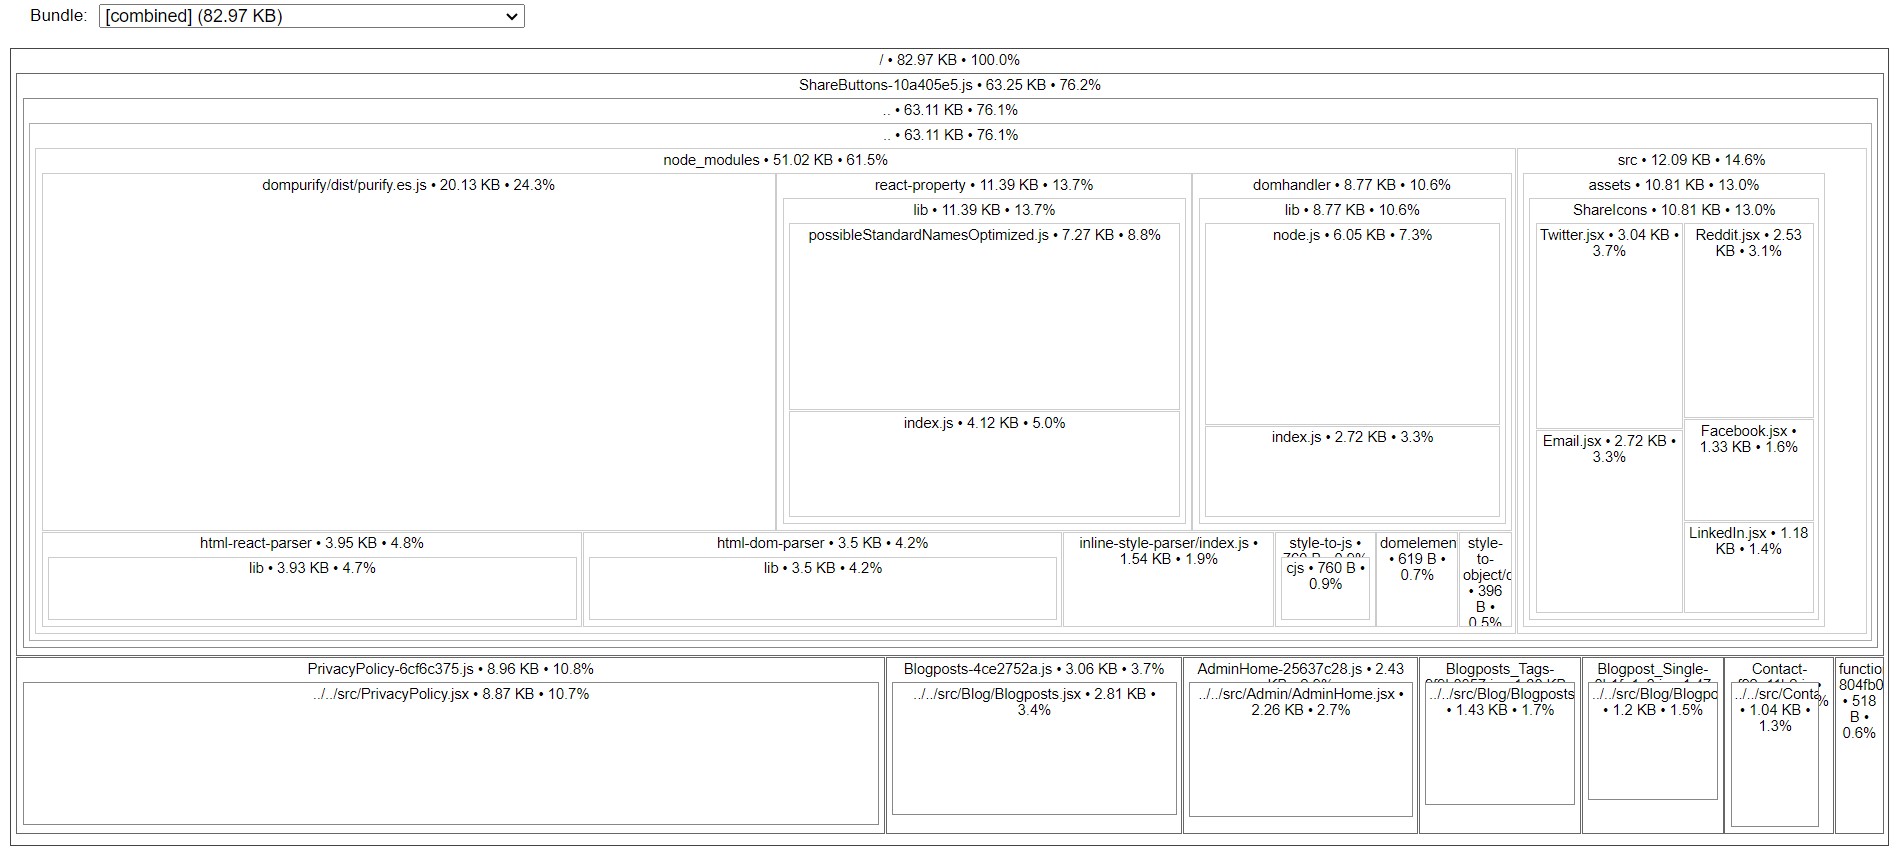 Bundle: [combined] (82.97 KB)
/ • 82.97 KB • 100.0%
ShareButtons-10a405e5.js • 63.25 KB • 76.2%
.. • 63.11 KB • 76.1%
.. • 63.11 KB • 76.1%
node_modules • 51.02 KB • 61.5%
dompurify/dist/purify.es.js • 20.13 KB • 24.3%
react-property • 11.39 KB • 13.7%
lib • 11.39 KB • 13.7%
possibleStandardNamesOptimized.js • 7.27 KB • 8.8%
index.js • 4.12 KB • 5.0%
domhandler • 8.77 KB • 10.6%
lib • 8.77 KB • 10.6%
node.js • 6.05 KB • 7.3%
index.js • 2.72 KB • 3.3%
html-react-parser • 3.95 KB • 4.8%
lib • 3.93 KB • 4.7%
html-dom-parser • 3.5 KB • 4.2%
lib • 3.5 KB • 4.2%
inline-style-parser/index.js •
1.54 KB • 1.9%
style-to-js •
cjs • 760 B •
0.9%
domelemen
• 619 B •
0.7%
style-
to-
object/c
• 396
B •
0.5%
src • 12.09 KB • 14.6%
assets • 10.81 KB • 13.0%
ShareIcons • 10.81 KB • 13.0%
Twitter.jsx • 3.04 KB •
3.7%
Email.jsx • 2.72 KB •
3.3%
Reddit.jsx • 2.53
KB • 3.1%
Facebook.jsx •
1.33 KB • 1.6%
LinkedIn.jsx • 1.18
KB • 1.4%
PrivacyPolicy-6cf6c375.js • 8.96 KB • 10.8%
../../src/PrivacyPolicy.jsx • 8.87 KB • 10.7%
Blogposts-4ce2752a.js • 3.06 KB • 3.7%
../../src/Blog/Blogposts.jsx • 2.81 KB •
3.4%
AdminHome-25637c28.js • 2.43
../../src/Admin/AdminHome.jsx •
2.26 KB • 2.7%
Blogposts_Tags-
../../src/Blog/Blogposts
• 1.43 KB • 1.7%
Blogpost_Single-
../../src/Blog/Blogpo
• 1.2 KB • 1.5%
Contact-
../../src/Conta
• 1.04 KB •
1.3%
functio
804fb0
• 518
B •
0.6%